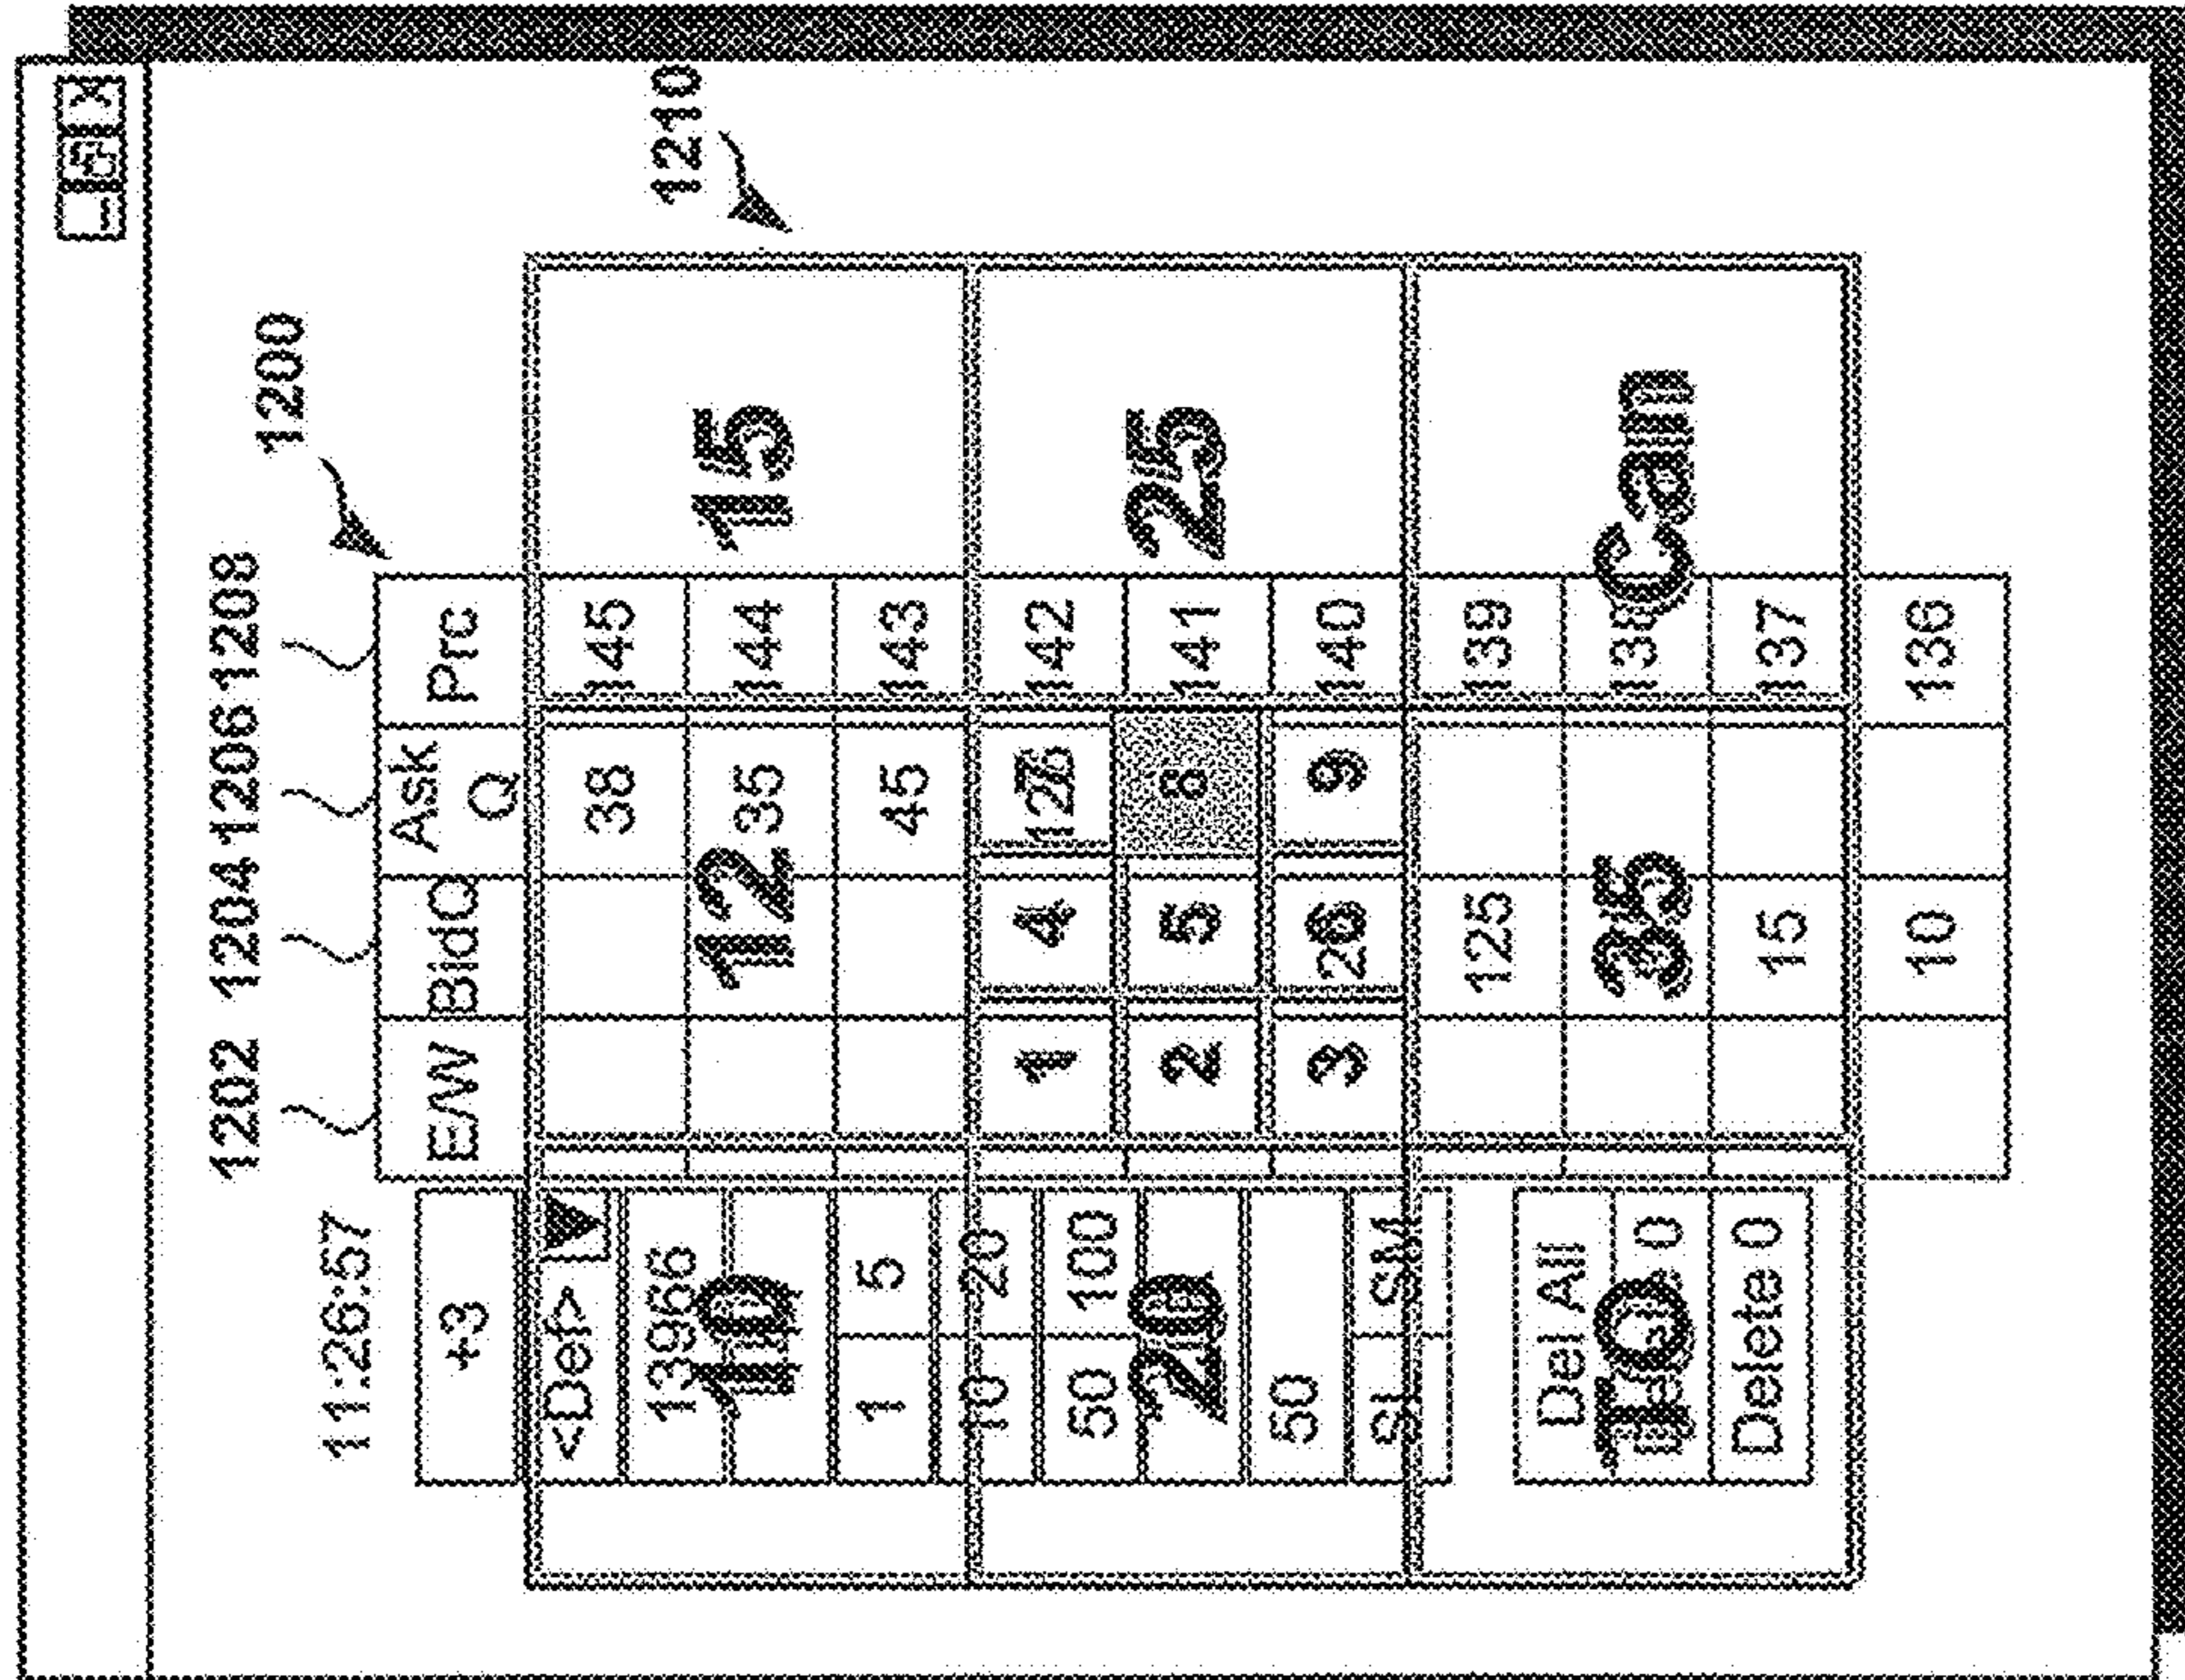 1202 1204 1206 1208
1200
11:26:57
E/W BidQ Ask Q Prc
+3
<Def> 38 145
13966
1210
10 12 35 144 15
1 5 45 143
10 20 1 4 142
50 100
20 2 5 8 141 25
50 3 9 140
SL SM 125 139
Del All
TO 35 Can
Delete 0 15 137
10 136